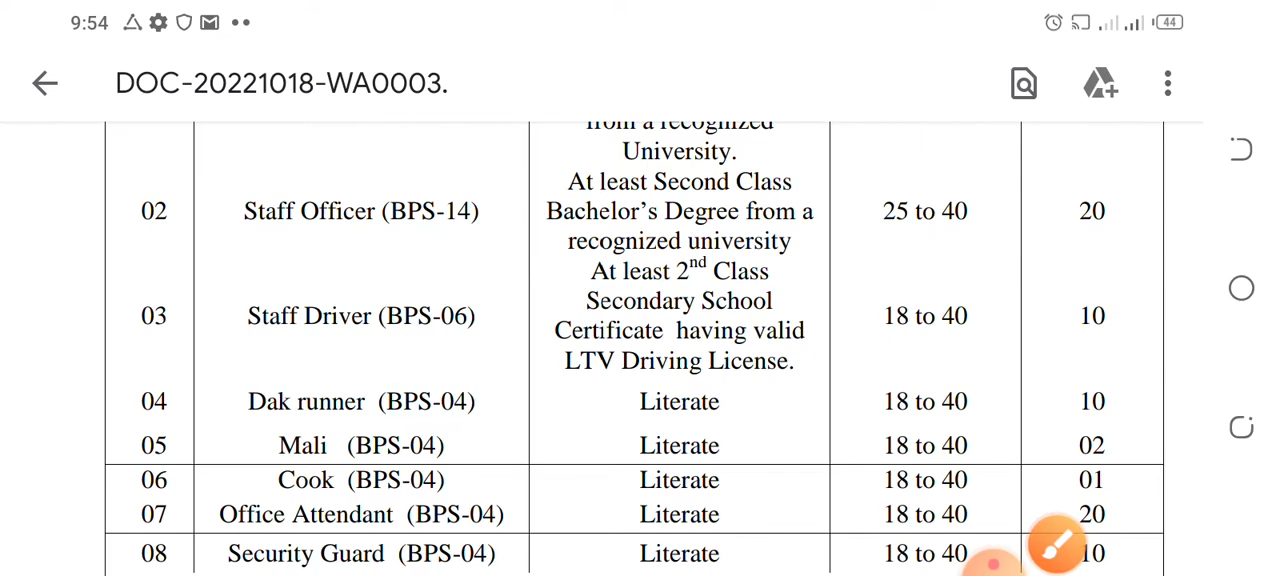 9:54
44
DOC-20221018-WA0003.
from a recognized
University.
02 Staff Officer (BPS-14) At least Second Class Bachelor's Degree from a recognized university 25 to 40 20
03 Staff Driver (BPS-06) At least 2nd Class Secondary School Certificate having valid LTV Driving License. 18 to 40 10
04 Dak runner (BPS-04) Literate 18 to 40 10
05 Mali (BPS-04) Literate 18 to 40 02
06 Cook (BPS-04) Literate 18 to 40 01
07 Office Attendant (BPS-04) Literate 18 to 40 20
08 Security Guard (BPS-04) Literate 18 to 40 10